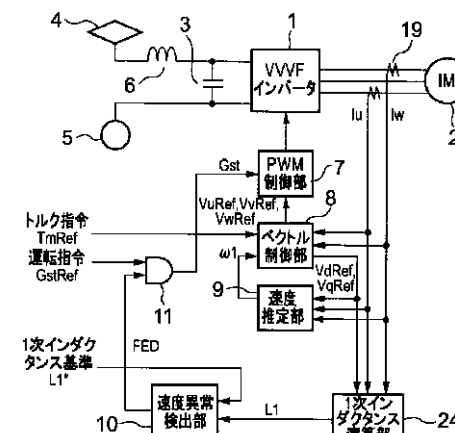 4
3
1
19
VVVF
インバータ
IM
6
5
Iu
Iw
2
Gst
PWM
制御部
7
VuRef,VvRef,
VwRef
8
トルク指令
TmRef
運転指令
GstRef
ベクトル
制御部
ω1
VdRef,
VqRef
11
9
速度
推定部
FED
1次インダク
タンス基準
L1*
速度異常
検出部
10
L1
1次イン
ダクタンス
24